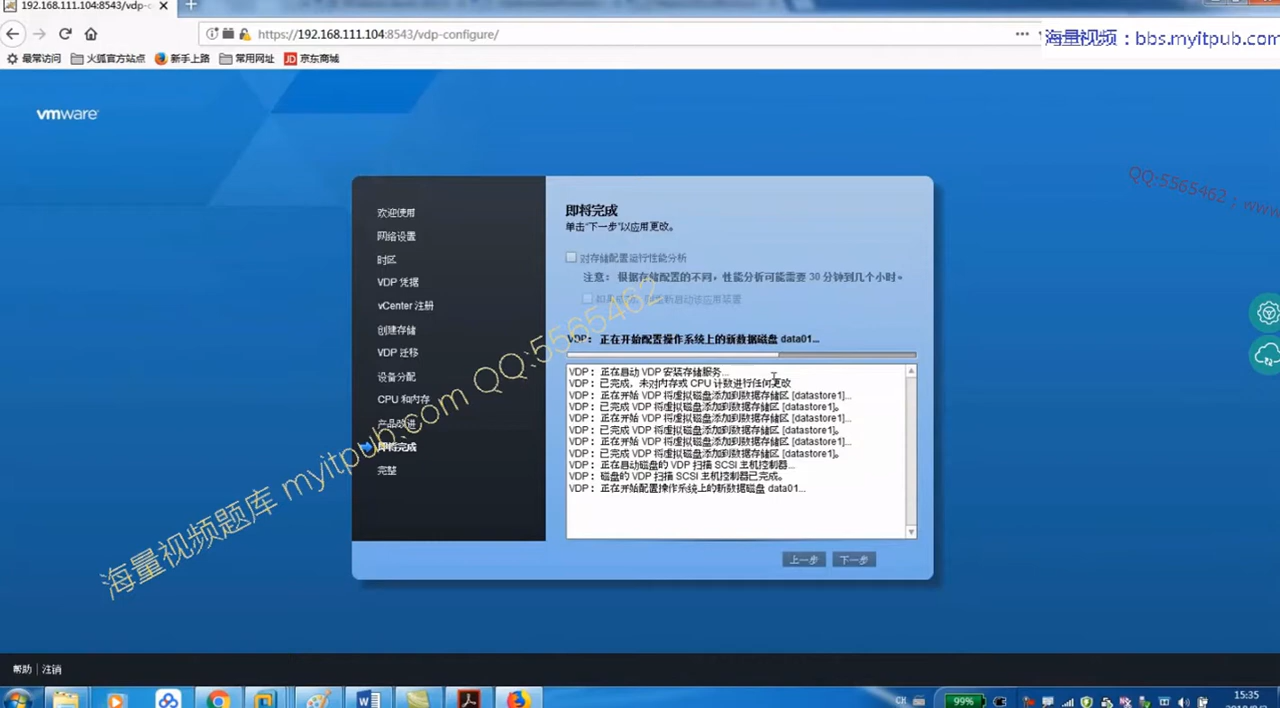 192.168.111.104:8543/vdp-c
https://192.168.111.104:8543/vdp-configure/
海量视频：bbs.myitpub.com
最常访问
火狐官方站点
新手上路
常用网址
JD 京东商城
vmware
QQ:5565462；www
欢迎使用
网络设置
时区
VDP 凭据
vCenter 注册
创建存储
VDP 迁移
设备分配
CPU 和内存
产品改进
即将完成
完整
即将完成
单击“下一步”以应用更改。
对存储配置运行性能分析
注意： 根据存储配置的不同，性能分析可能需要 30 分钟到几个小时。
新启动该应用装置
VDP： 正在开始配置操作系统上的新数据磁盘 data01...
VDP： 正在启动 VDP 安装存储服务...
VDP： 已完成，未对内存或 CPU 计数进行任何更改
VDP： 正在开始 VDP 将虚拟磁盘添加到数据存储区 [datastore1]...
VDP： 已完成 VDP 将虚拟磁盘添加到数据存储区 [datastore1]。
VDP： 正在开始 VDP 将虚拟磁盘添加到数据存储区 [datastore1]...
VDP： 已完成 VDP 将虚拟磁盘添加到数据存储区 [datastore1]。
VDP： 正在开始 VDP 将虚拟磁盘添加到数据存储区 [datastore1]...
VDP： 已完成 VDP 将虚拟磁盘添加到数据存储区 [datastore1]。
VDP： 正在启动磁盘的 VDP 扫描 SCSI 主机控制器...
VDP： 磁盘的 VDP 扫描 SCSI 主机控制器已完成。
VDP： 正在开始配置操作系统上的新数据磁盘 data01...
上一步
下一步
海量视频题库 myitpub.com QQ:5565462
帮助
注销
CH
99%
15:35